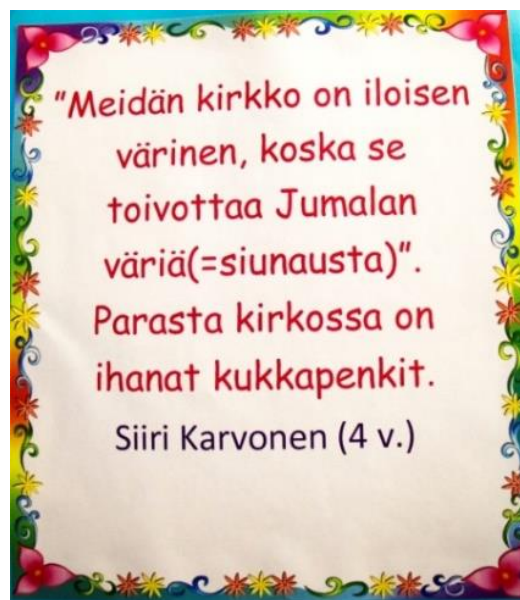 "Meidän kirkko on iloisen
värinen, koska se
toivottaa Jumalan
väriä(=siunausta)".
Parasta kirkossa on
ihanat kukkapenkit.
Siiri Karvonen (4 v.)